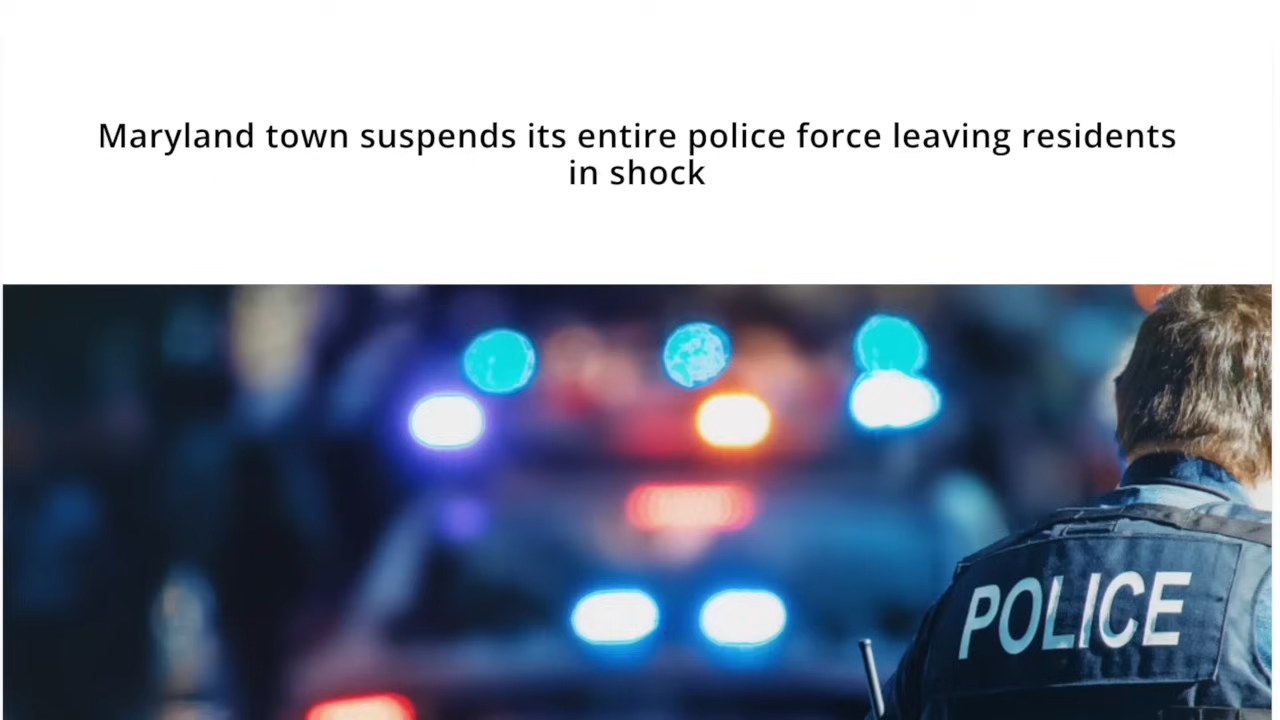 Maryland town suspends its entire police force leaving residents
in shock
POLICE